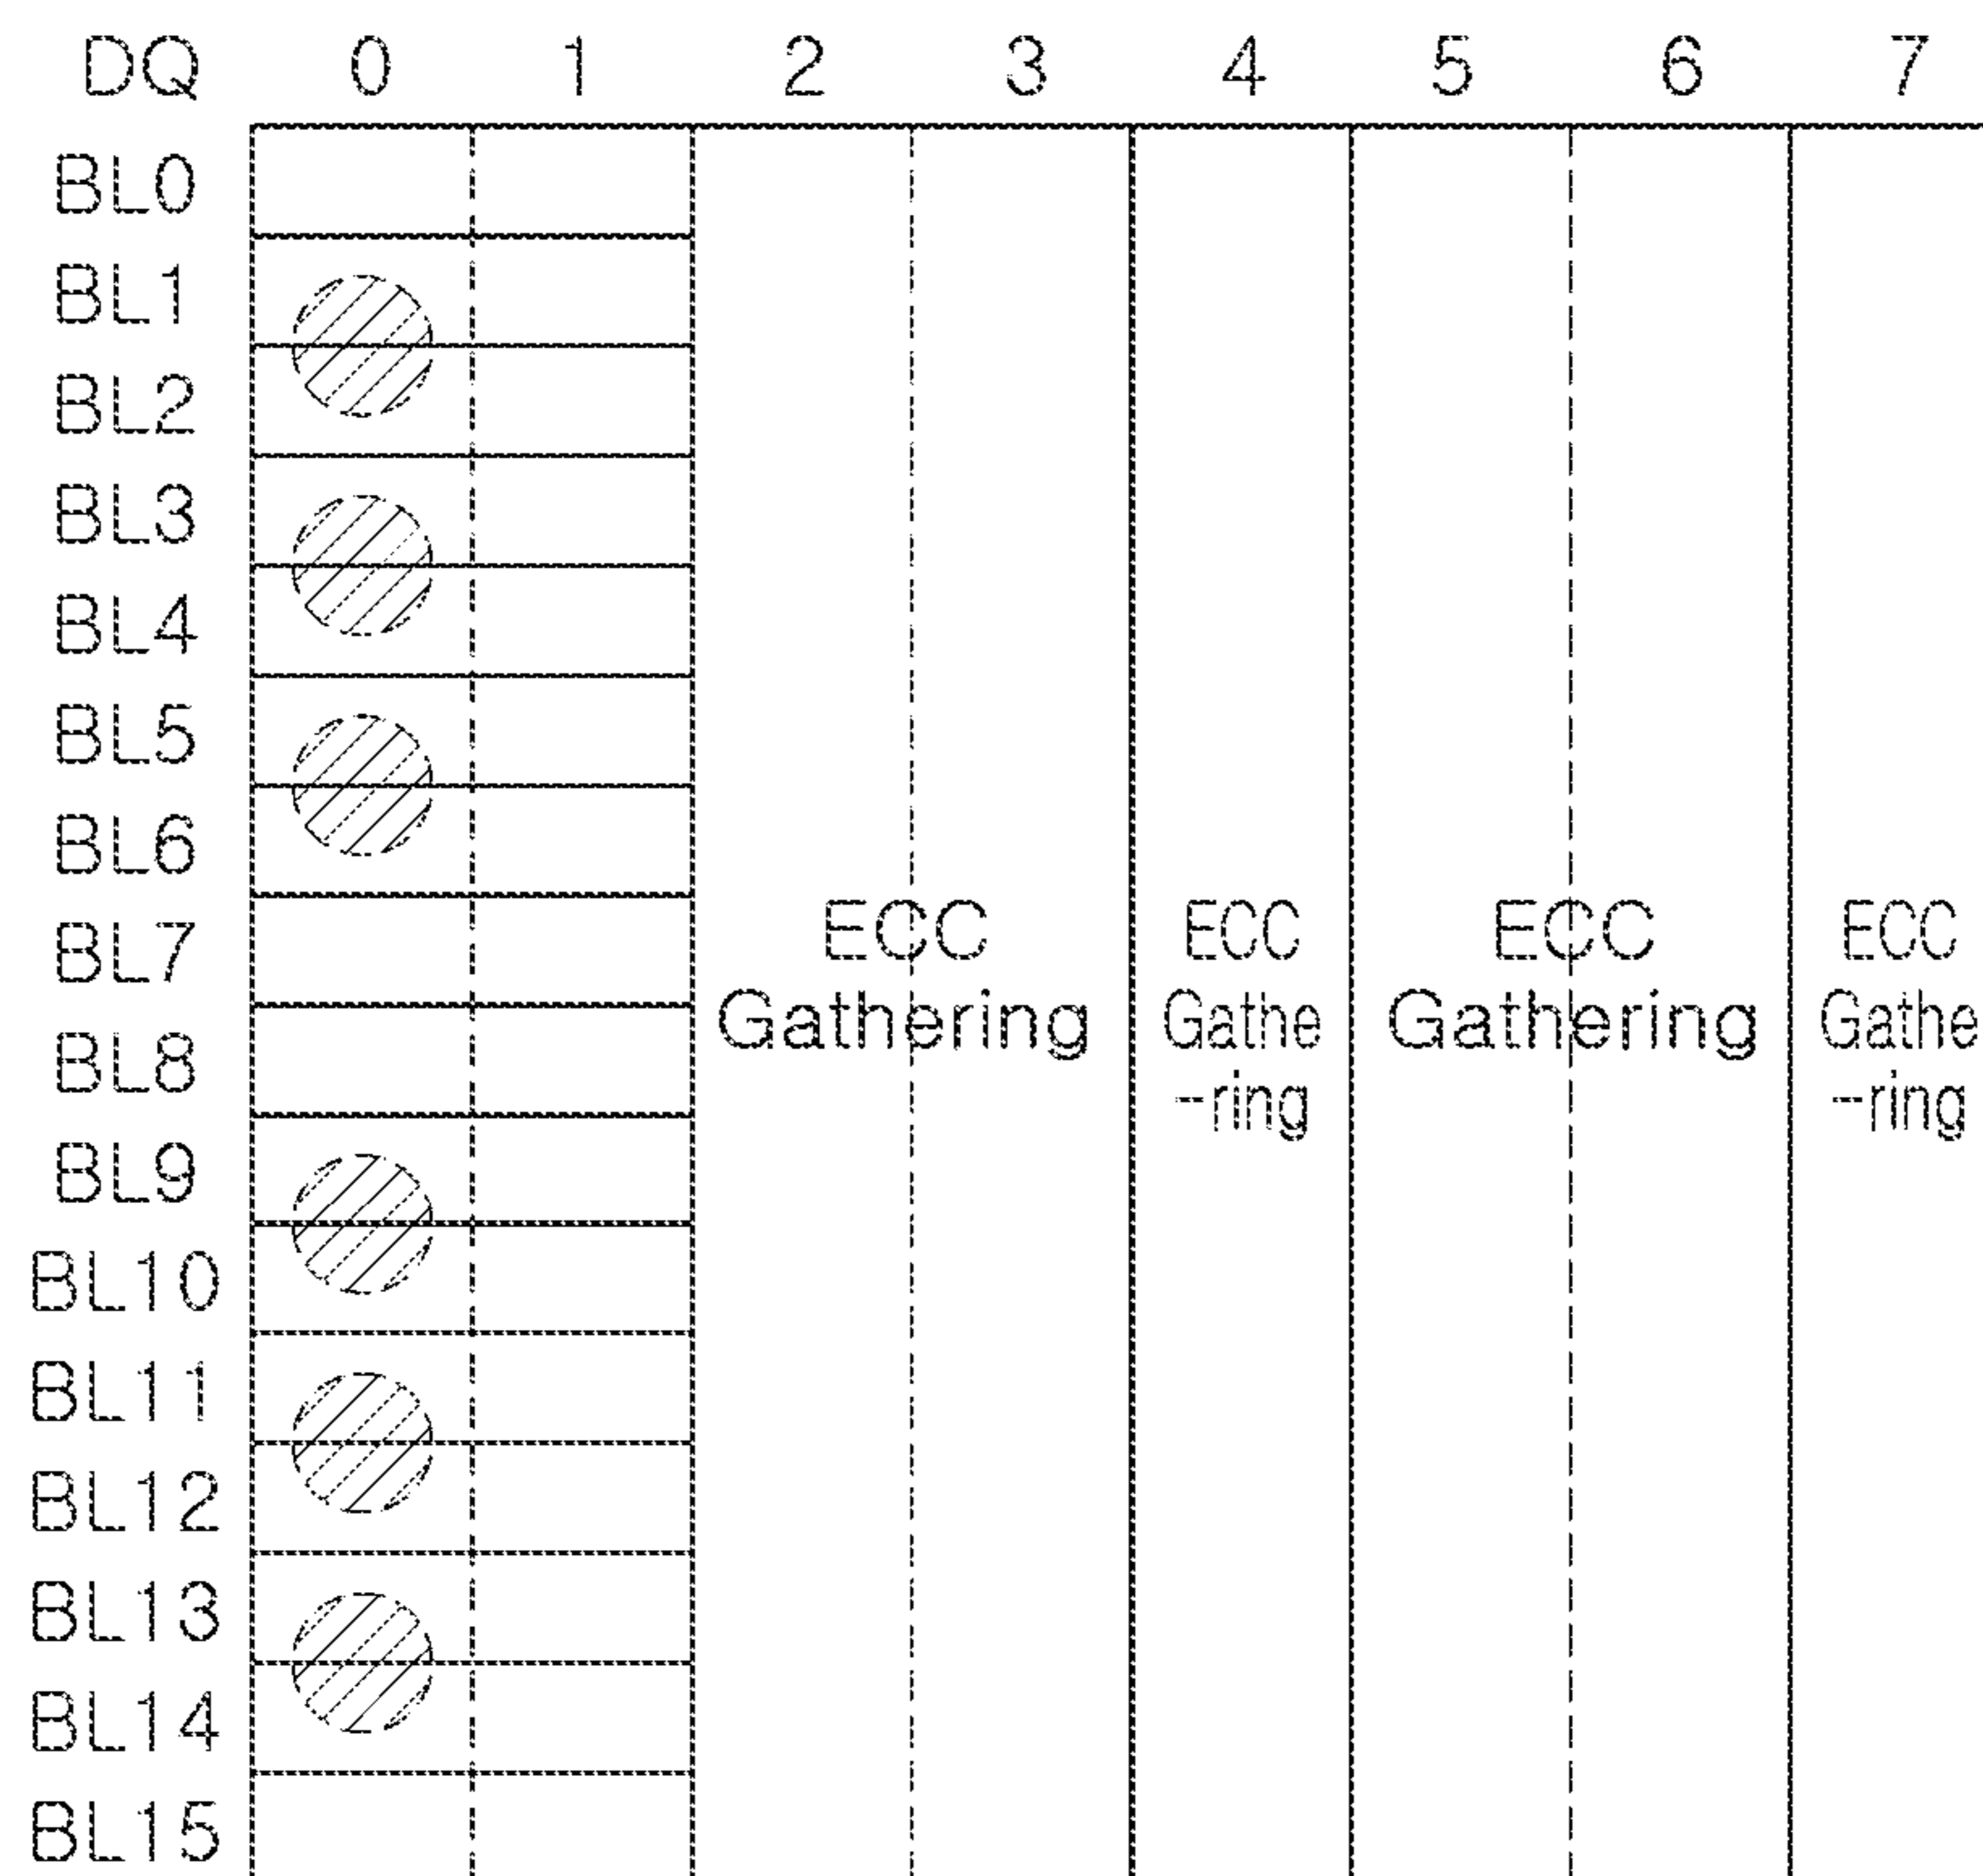 DQ 0 1 2 3 4 5 6 7
BL0
BL1
BL2
BL3
BL4
BL5
BL6
BL7
BL8
BL9
BL10
BL11
BL12
BL13
BL14
BL15
ECC
Gathering
ECC
Gathe
-ring
ECC
Gathering
ECC
Gathe
-ring